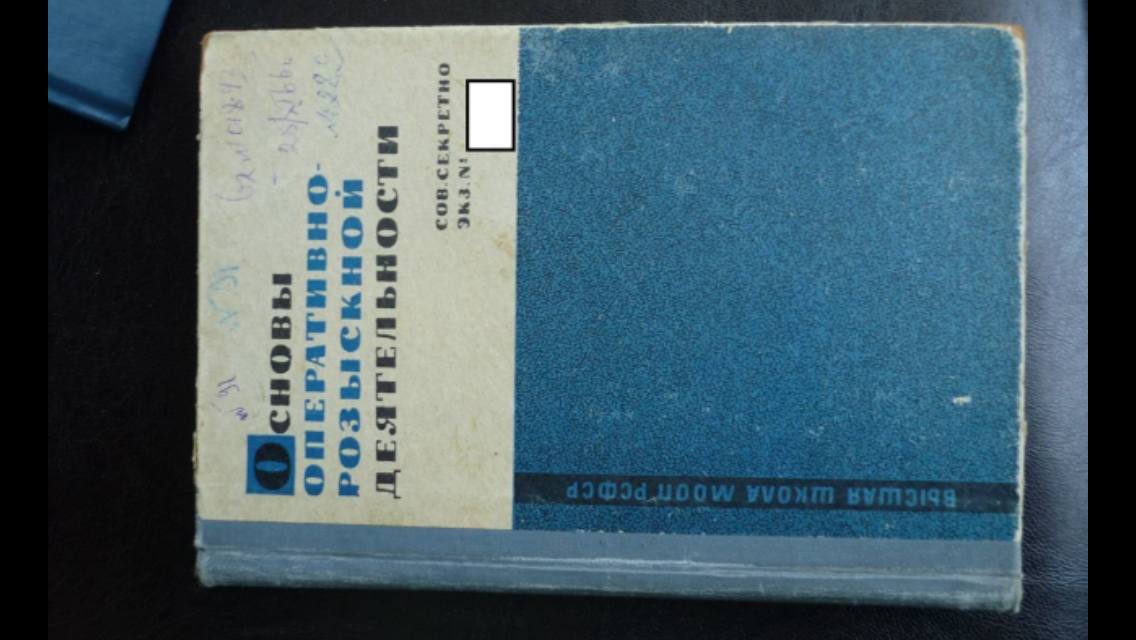 ОСНОВЫ
ОПЕРАТИВНО-
РОЗЫСКНОЙ
ДЕЯТЕЛЬНОСТИ
СОВ. СЕКРЕТНО
ЭКЗ. №
ВЫСШАЯ ШКОЛА МООП РСФСР